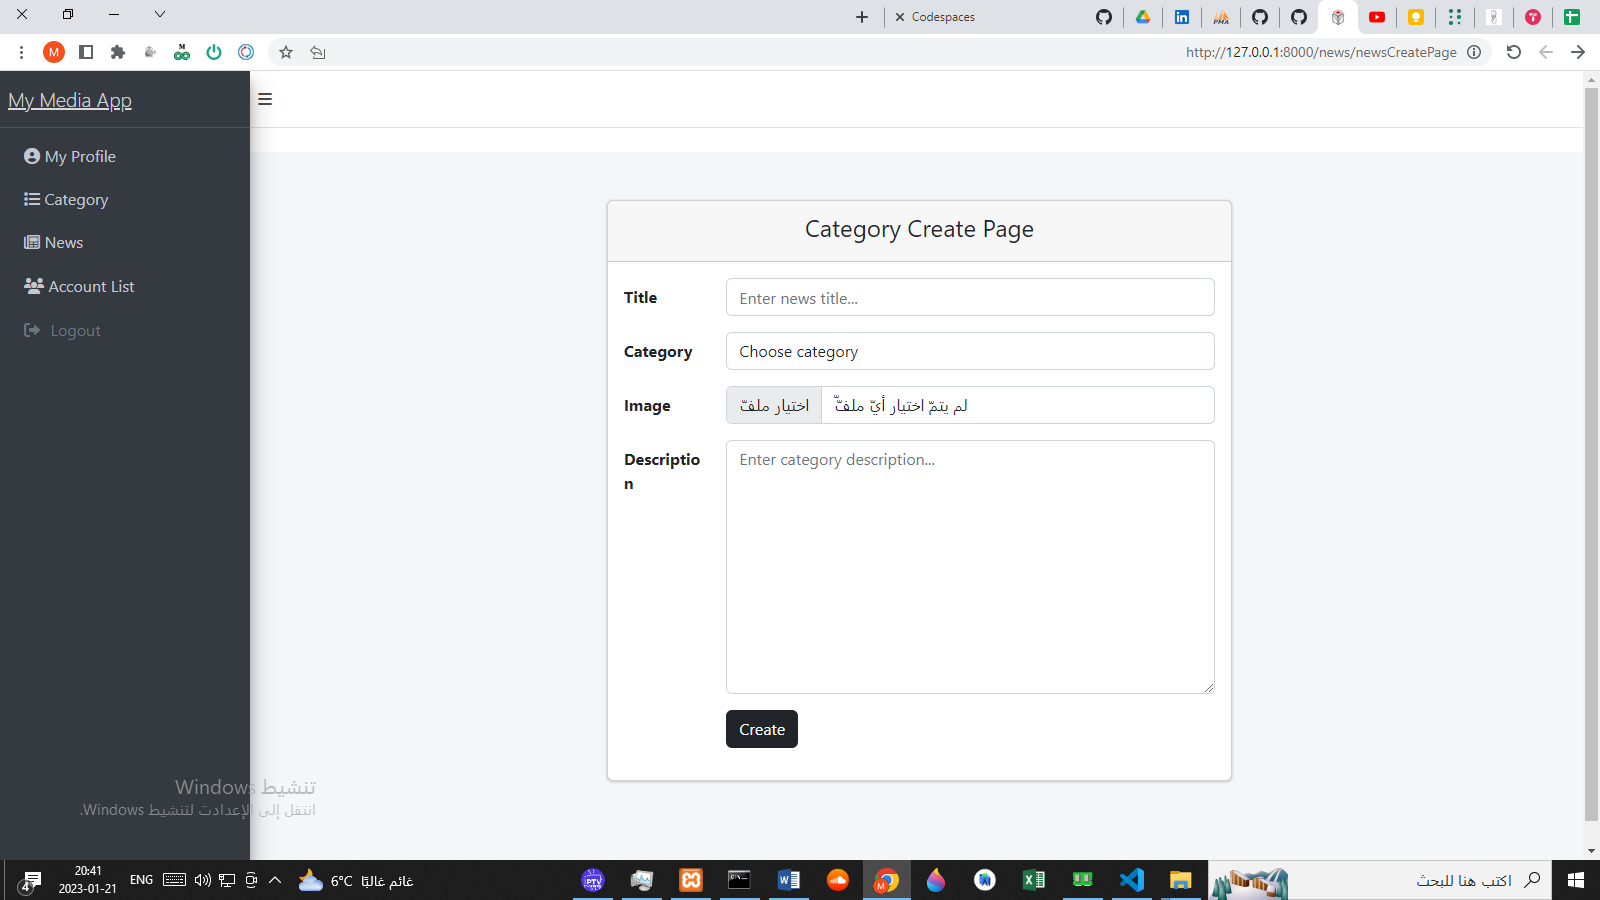 Codespaces
M
M
http://127.0.0.1:8000/news/newsCreatePage
My Media App
My Profile
Category
News
Account List
Logout
Category Create Page
Title
Enter news title...
Category
Choose category
Image
اختيار ملفّ
لم يتمّ اختيار أيّ ملفّ
Description
Enter category description...
Create
تنشيط Windows
انتقل إلى الإعدادت لتنشيط Windows.
4
20:41
2023-01-21
ENG
6°C
غائم غالبًا
IPTV
M
اكتب هنا للبحث